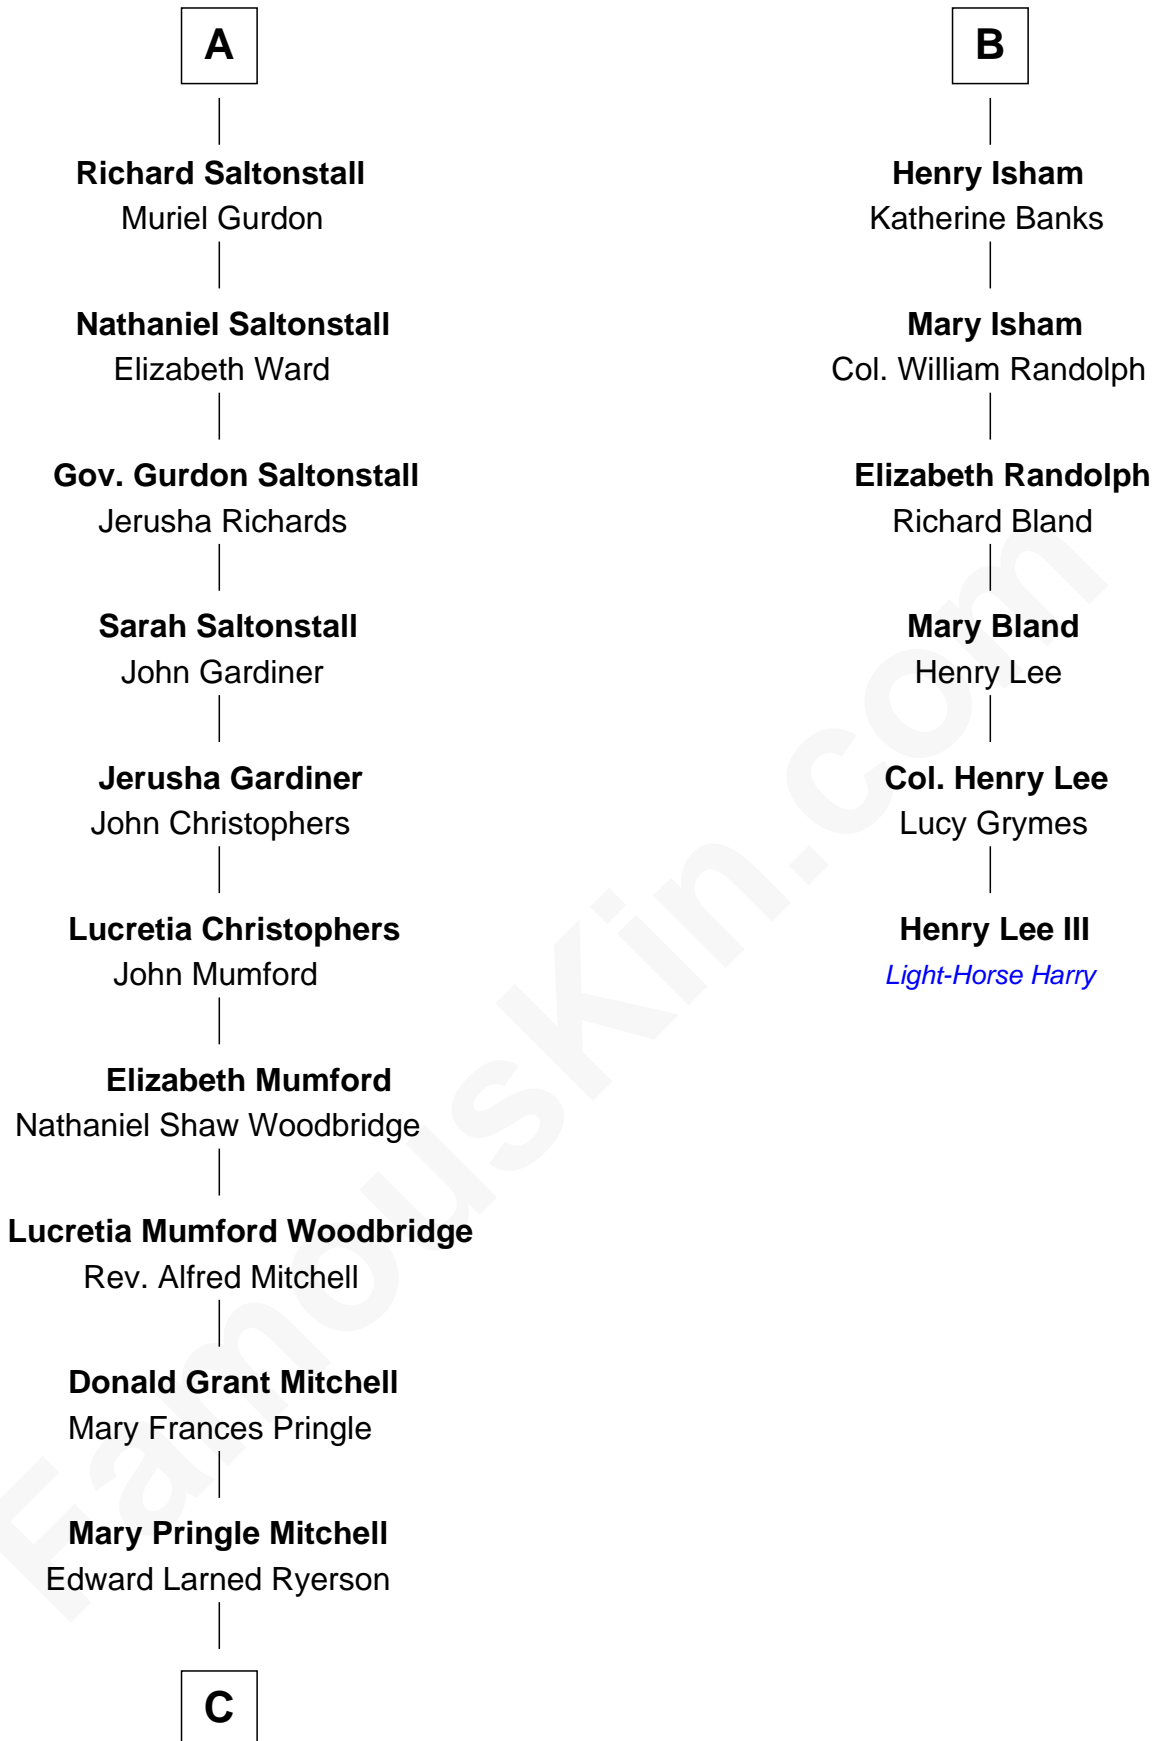 A
Richard Saltonstall
Muriel Gurdon
Nathaniel Saltonstall
Elizabeth Ward
Gov. Gurdon Saltonstall
Jerusha Richards
Sarah Saltonstall
John Gardiner
Jerusha Gardiner
John Christophers
Lucretia Christophers
John Mumford
Elizabeth Mumford
Nathaniel Shaw Woodbridge
Lucretia Mumford Woodbridge
Rev. Alfred Mitchell
Donald Grant Mitchell
Mary Frances Pringle
Mary Pringle Mitchell
Edward Larned Ryerson
C
B
Henry Isham
Katherine Banks
Mary Isham
Col. William Randolph
Elizabeth Randolph
Richard Bland
Mary Bland
Henry Lee
Col. Henry Lee
Lucy Grymes
Henry Lee III
Light-Horse Harry
FamousKin.com